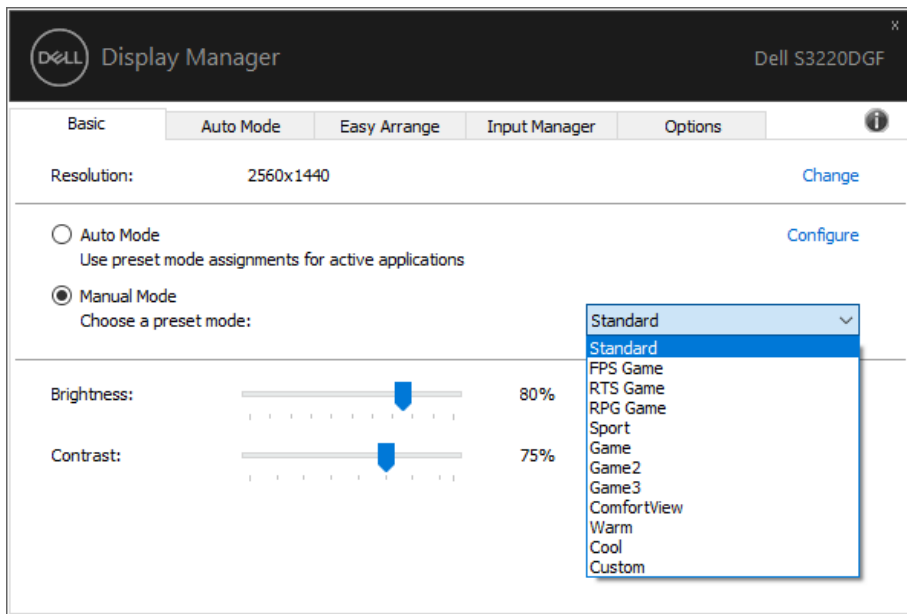 DELL Display Manager
x
Dell S3220DGF
Basic Auto Mode Easy Arrange Input Manager Options i
Resolution: 2560x1440 Change
Auto Mode Configure
Use preset mode assignments for active applications
Manual Mode
Choose a preset mode: Standard
Standard
FPS Game
RTS Game
RPG Game
Sport
Game
Game2
Game3
ComfortView
Warm
Cool
Custom
Brightness: 80%
Contrast: 75%